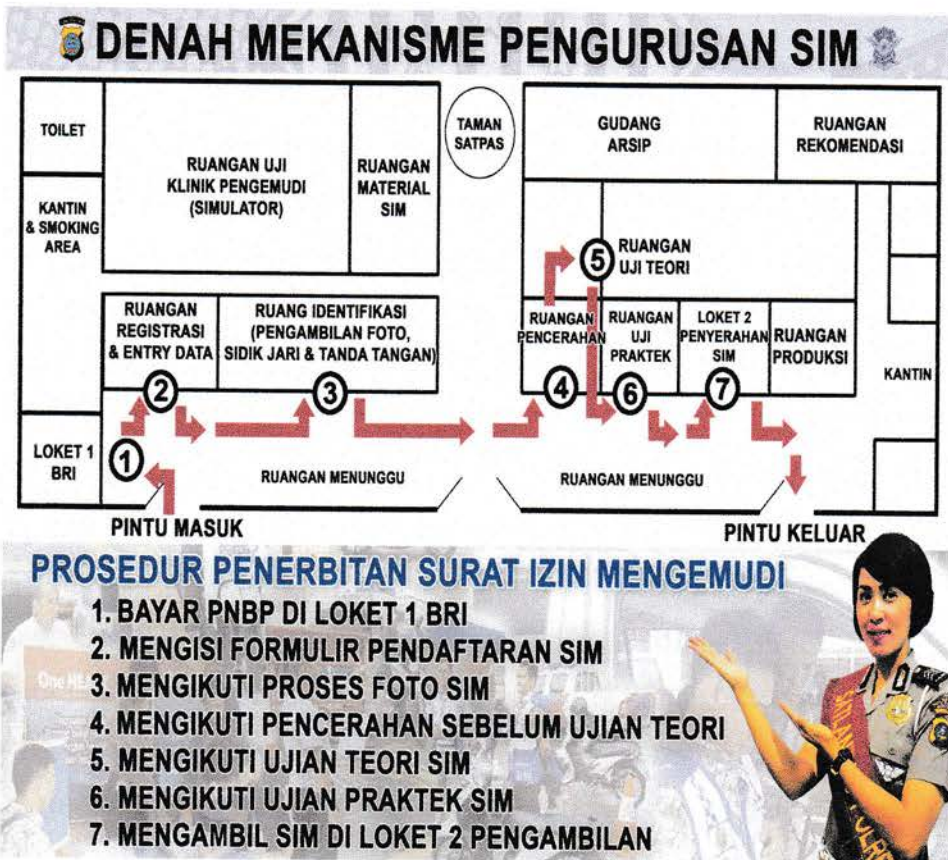 DENAH MEKANISME PENGURUSAN SIM
TOILET
RUANGAN UJI
KLINIK PENGEMUDI
(SIMULATOR)
RUANGAN
MATERIAL
SIM
TAMAN
SATPAS
GUDANG
ARSIP
RUANGAN
REKOMENDASI
KANTIN
& SMOKING
AREA
5
RUANGAN
UJI TEORI
RUANGAN
REGISTRASI
& ENTRY DATA
2
RUANG IDENTIFIKASI
(PENGAMBILAN FOTO,
SIDIK JARI & TANDA TANGAN)
3
RUANGAN
PENCERAHAN
4
RUANGAN
UJI
PRAKTEK
6
LOKET 2
PENYERAHAN
SIM
7
RUANGAN
PRODUKSI
KANTIN
LOKET 1
BRI
1
RUANGAN MENUNGGU
RUANGAN MENUNGGU
PINTU MASUK
PINTU KELUAR
PROSEDUR PENERBITAN SURAT IZIN MENGEMUDI
1. BAYAR PNBP DI LOKET 1 BRI
2. MENGISI FORMULIR PENDAFTARAN SIM
3. MENGIKUTI PROSES FOTO SIM
4. MENGIKUTI PENCERAHAN SEBELUM UJIAN TEORI
5. MENGIKUTI UJIAN TEORI SIM
6. MENGIKUTI UJIAN PRAKTEK SIM
7. MENGAMBIL SIM DI LOKET 2 PENGAMBILAN